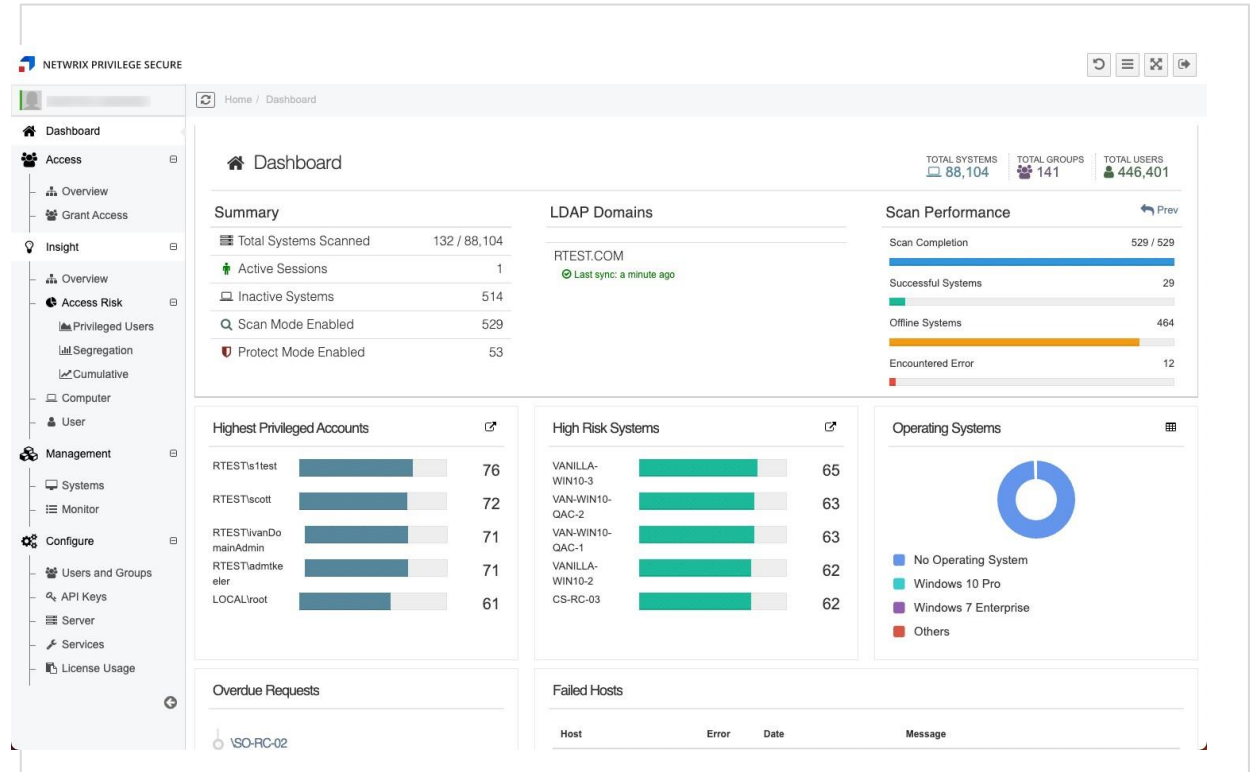 NETWRIX PRIVILEGE SECURE
Home / Dashboard
Dashboard
Access
Overview
Grant Access
Insight
Overview
Access Risk
Privileged Users
Segregation
Cumulative
Computer
User
Management
Systems
Monitor
Configure
Users and Groups
API Keys
Server
Services
License Usage
Dashboard
TOTAL SYSTEMS
88,104
TOTAL GROUPS
141
TOTAL USERS
446,401
Summary
Total Systems Scanned 132 / 88,104
Active Sessions 1
Inactive Systems 514
Scan Mode Enabled 529
Protect Mode Enabled 53
LDAP Domains
RTEST.COM
Last sync: a minute ago
Scan Performance Prev
Scan Completion 529 / 529
Successful Systems 29
Offline Systems 464
Encountered Error 12
Highest Privileged Accounts
RTEST\s1test 76
RTEST\scott 72
RTEST\ivanDo
mainAdmin 71
RTEST\admtke
eler 71
LOCAL\root 61
High Risk Systems
VANILLA-
WIN10-3 65
VAN-WIN10-
QAC-2 63
VAN-WIN10-
QAC-1 63
VANILLA-
WIN10-2 62
CS-RC-03 62
Operating Systems
No Operating System
Windows 10 Pro
Windows 7 Enterprise
Others
Overdue Requests
\SO-RC-02
Failed Hosts
Host Error Date Message